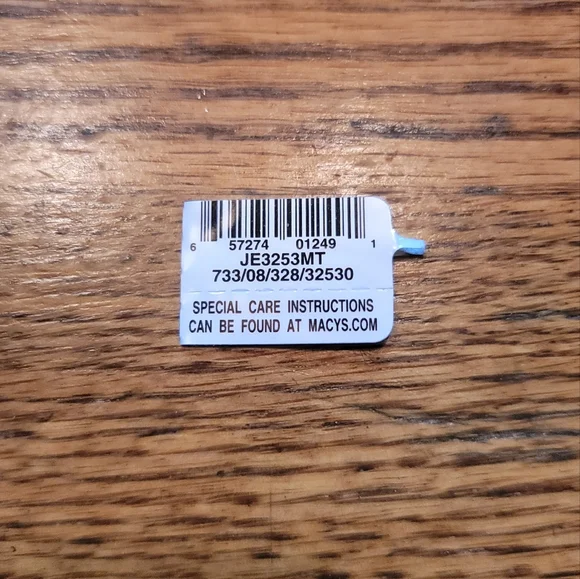 6 57274 01249 1
JE3253MT
733/08/328/32530
SPECIAL CARE INSTRUCTIONS
CAN BE FOUND AT MACYS.COM